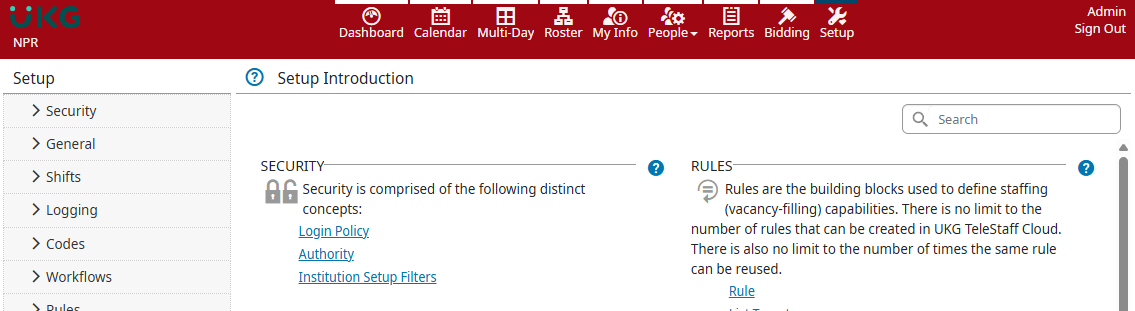 UKG
NPR
Dashboard
Calendar
Multi-Day
Roster
My Info
People
Reports
Bidding
Setup
Admin
Sign Out
Setup
Security
General
Shifts
Logging
Codes
Workflows
Rules
? Setup Introduction
Search
SECURITY ?
Security is comprised of the following distinct
concepts:
Login Policy
Authority
Institution Setup Filters
RULES ?
Rules are the building blocks used to define staffing
(vacancy-filling) capabilities. There is no limit to the
number of rules that can be created in UKG TeleStaff Cloud.
There is also no limit to the number of times the same rule
can be reused.
Rule